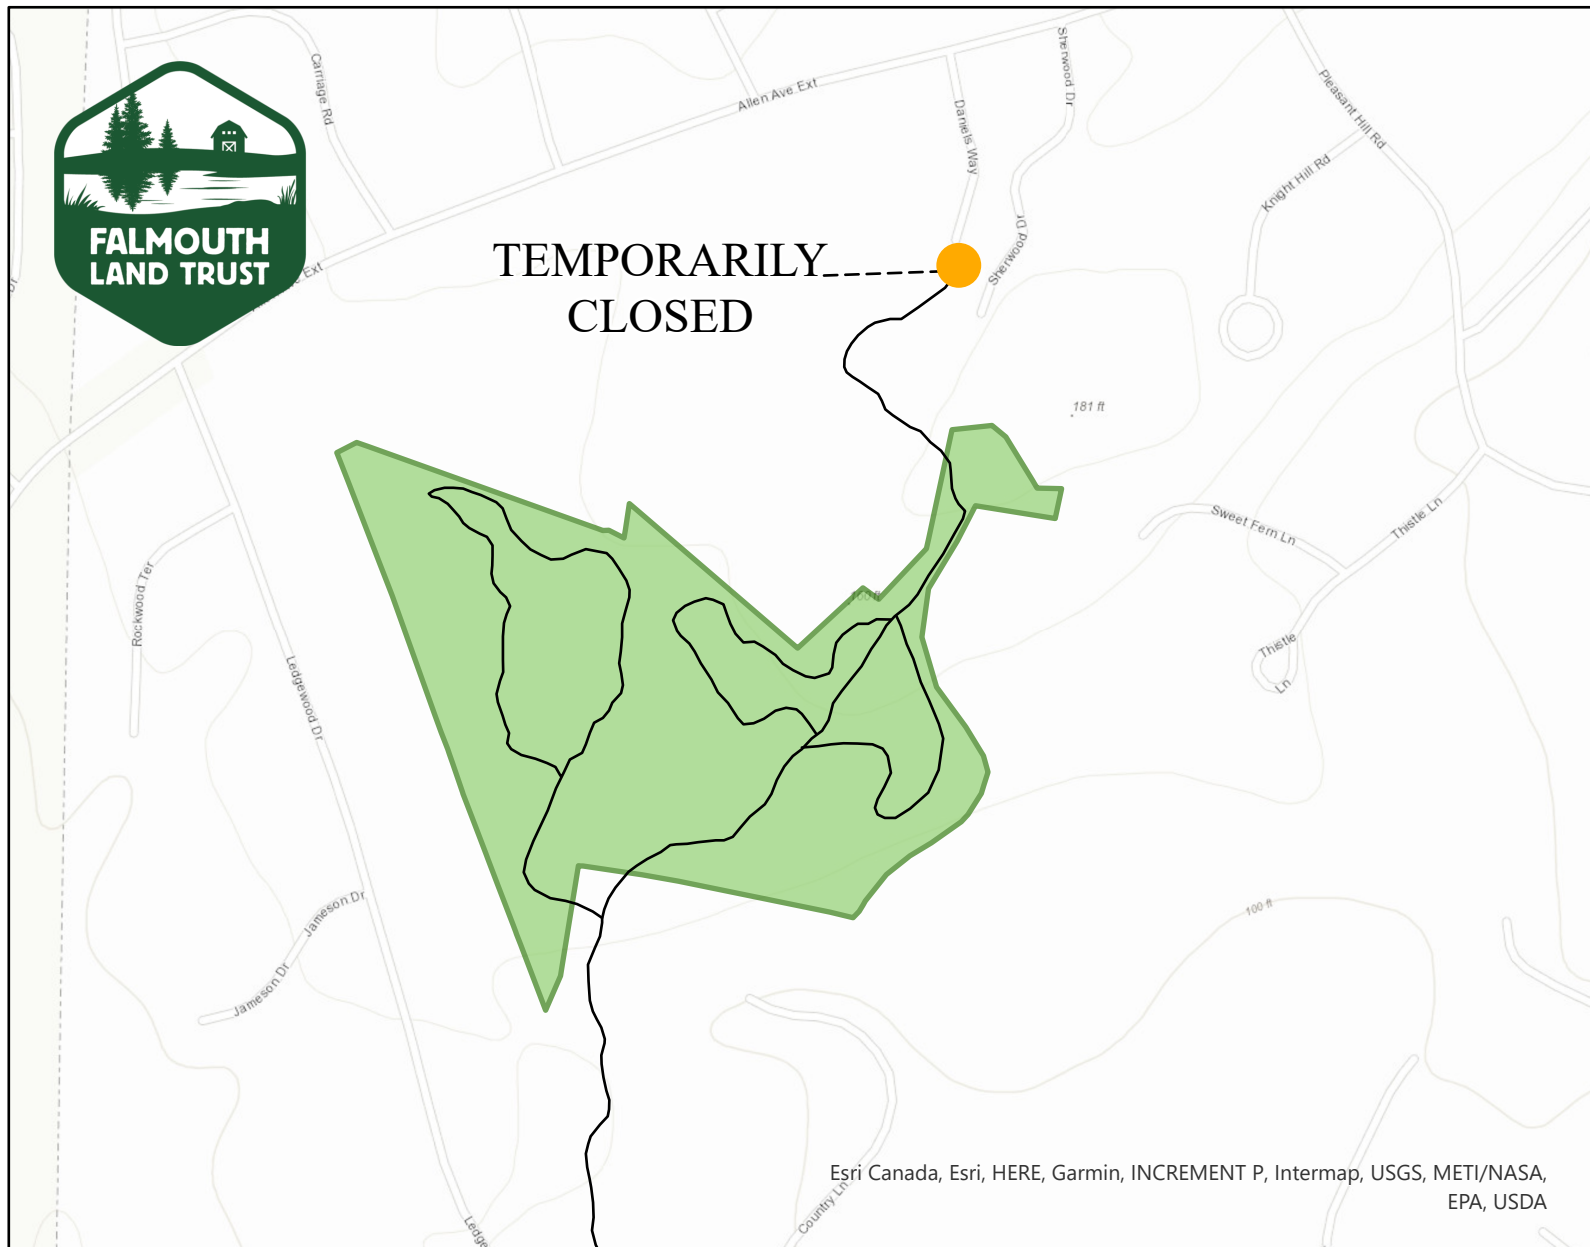 Carriage Rd
Allen Ave Ext
Daniels Way
Sherwood Dr
Pleasant Hill Rd
Knight Hill Rd
FALMOUTH
LAND TRUST
Ext
TEMPORARILY
CLOSED
Sherwood Dr
181 ft
Sweet Fern Ln
Thistle Ln
Rockwood Ter
Thistle
Ln
Ledgewood Dr
Jameson Dr
Jameson Dr
100 ft
Country Ln
Ledge
Esri Canada, Esri, HERE, Garmin, INCREMENT P, Intermap, USGS, METI/NASA,
EPA, USDA